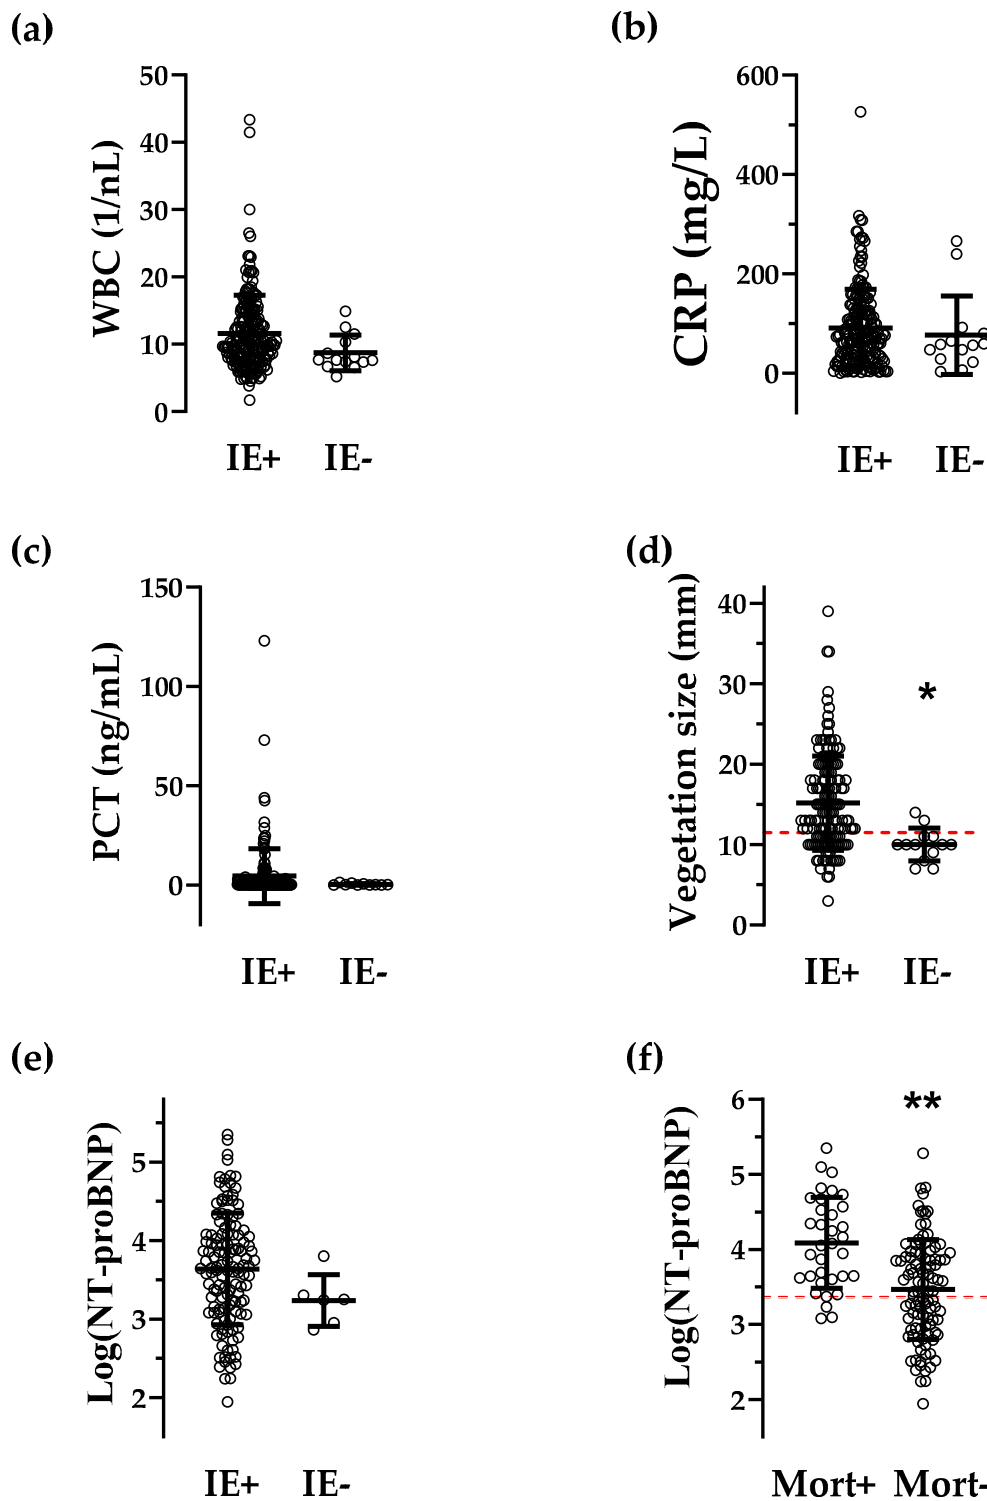 (a)
(b)
50
40
30
20
10
0
WBC (1/nL)
IE+
IE-
600
400
200
0
CRP (mg/L)
IE+
IE-
(c)
(d)
150
100
50
0
PCT (ng/mL)
IE+
IE-
40
30
20
10
0
Vegetation size (mm)
*
IE+
IE-
(e)
(f)
5
4
3
2
Log(NT-proBNP)
IE+
IE-
6
5
4
3
2
Log(NT-proBNP)
**
Mort+
Mort-